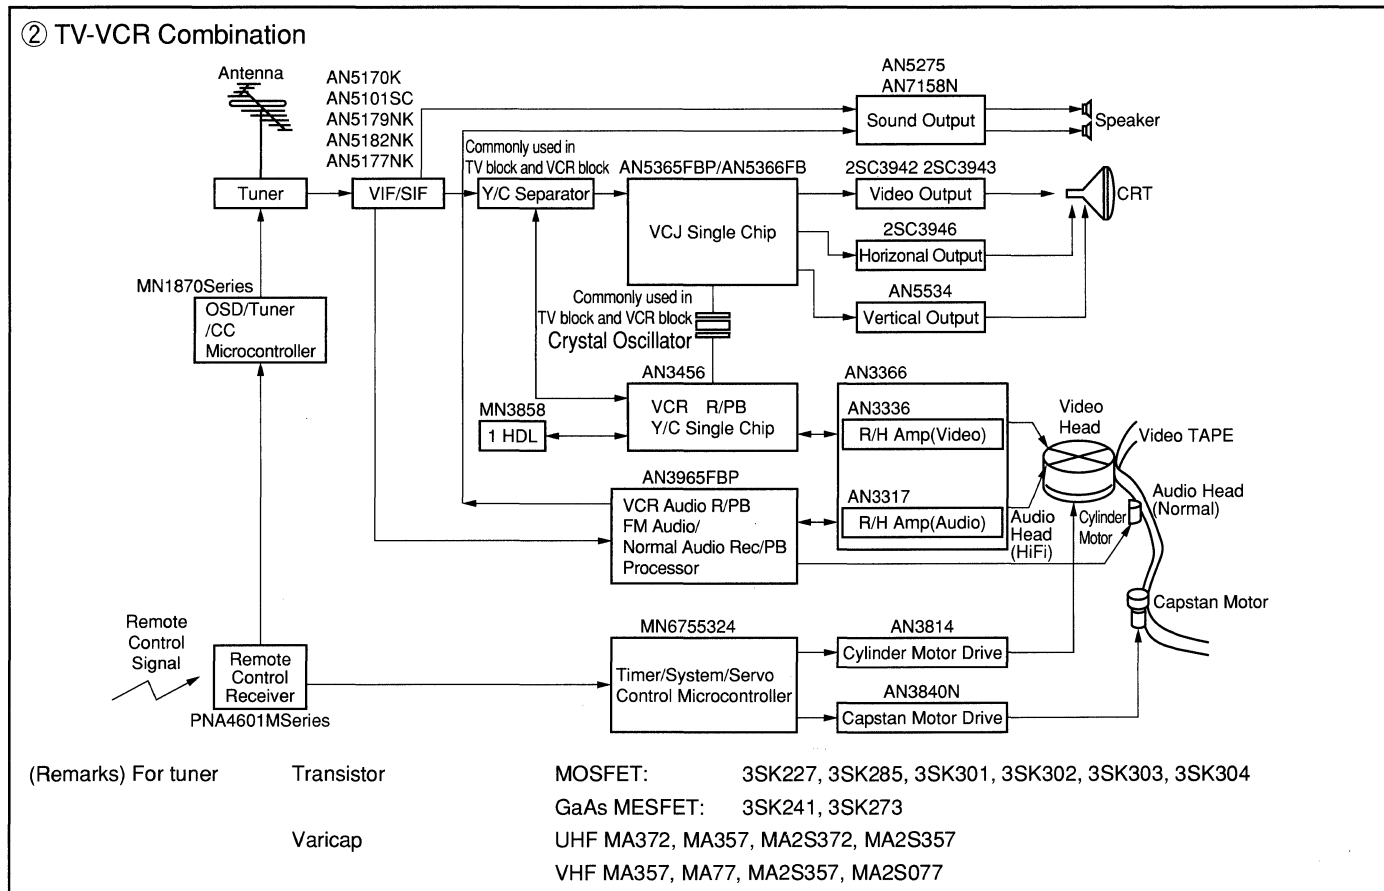 ② TV-VCR Combination
Antenna
AN5170K
AN5101SC
AN5179NK
AN5182NK
AN5177NK
AN5275
AN7158N
Sound Output
Speaker
Commonly used in
TV block and VCR block
AN5365FBP/AN5366FB
2SC3942 2SC3943
Tuner
VIF/SIF
Y/C Separator
VCJ Single Chip
Video Output
CRT
2SC3946
Horizonal Output
MN1870Series
OSD/Tuner
/CC
Microcontroller
Commonly used in
TV block and VCR block
Crystal Oscillator
AN5534
Vertical Output
AN3456
VCR R/PB
Y/C Single Chip
MN3858
1 HDL
AN3366
AN3336
R/H Amp(Video)
Video
Head
Video TAPE
AN3965FBP
VCR Audio R/PB
FM Audio/
Normal Audio Rec/PB
Processor
AN3317
R/H Amp(Audio)
Audio
Head
(HiFi)
Cylinder
Motor
Audio Head
(Normal)
Capstan Motor
Remote
Control
Signal
Remote
Control
Receiver
PNA4601MSeries
MN6755324
Timer/System/Servo
Control Microcontroller
AN3814
Cylinder Motor Drive
AN3840N
Capstan Motor Drive
(Remarks) For tuner Transistor MOSFET: 3SK227, 3SK285, 3SK301, 3SK302, 3SK303, 3SK304
GaAs MESFET: 3SK241, 3SK273
Varicap UHF MA372, MA357, MA2S372, MA2S357
VHF MA357, MA77, MA2S357, MA2S077